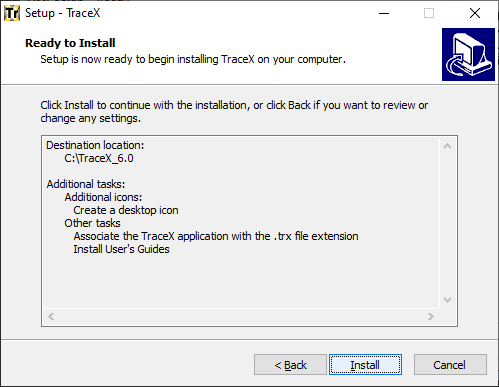 Tr Setup - TraceX
Ready to Install
Setup is now ready to begin installing TraceX on your computer.
Click Install to continue with the installation, or click Back if you want to review or
change any settings.
Destination location:
C:\TraceX_6.0
Additional tasks:
Additional icons:
Create a desktop icon
Other tasks
Associate the TraceX application with the .trx file extension
Install User's Guides
< Back
Install
Cancel